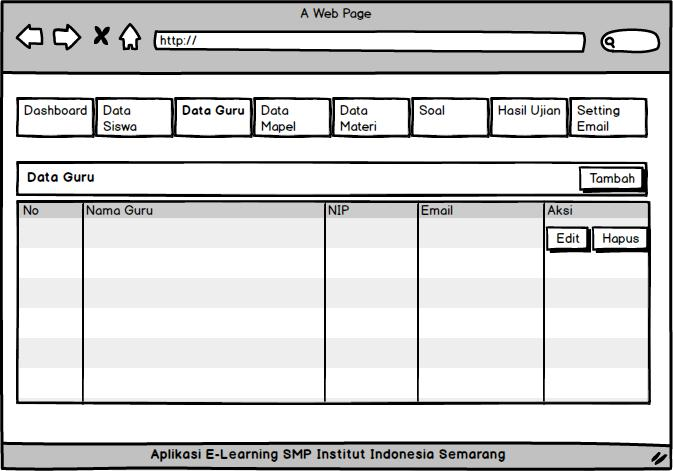 A Web Page
http://
Dashboard Data Siswa Data Guru Data Mapel Data Materi Soal Hasil Ujian Setting Email
Data Guru Tambah
No Nama Guru NIP Email Aksi
Edit Hapus
Aplikasi E-Learning SMP Institut Indonesia Semarang